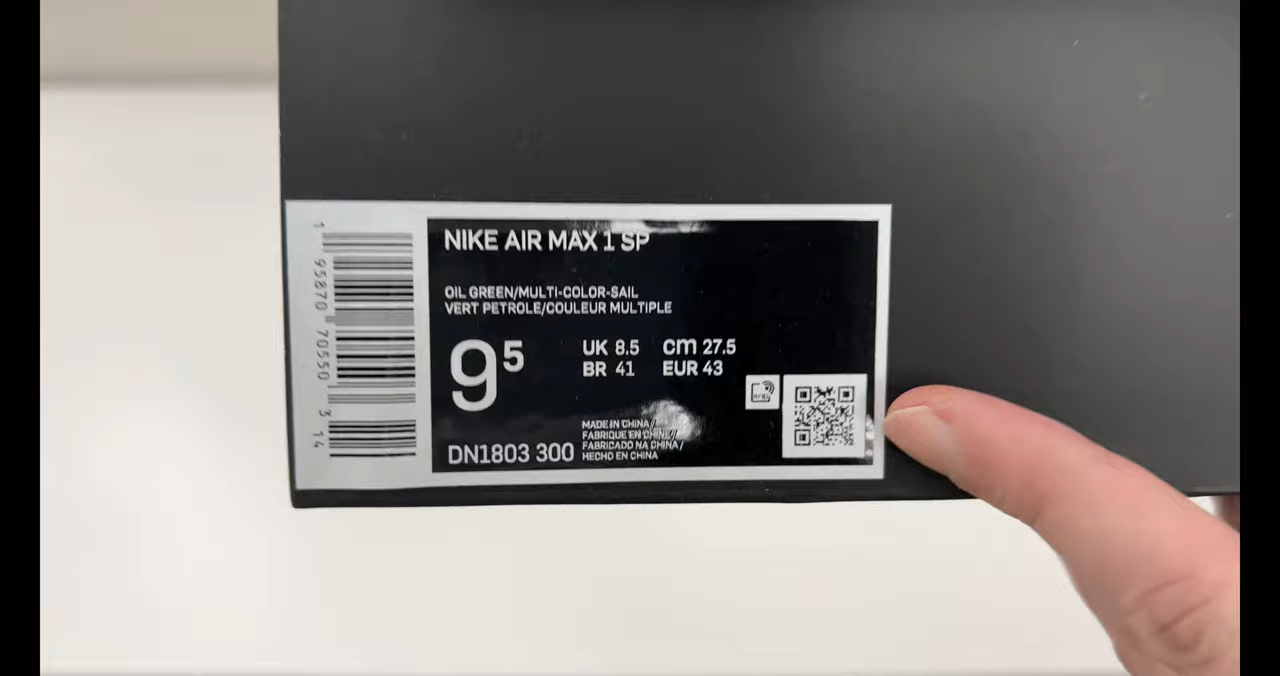 NIKE AIR MAX 1 SP
OIL GREEN/MULTI-COLOR-SAIL
VERT PETROLE/COULEUR MULTIPLE
9⁵
UK 8.5 cm 27.5
BR 41 EUR 43
MADE IN CHINA /
FABRIQUE EN CHINE /
FABRICADO NA CHINA /
HECHO EN CHINA
DN1803 300
1 95870 70550 3 14